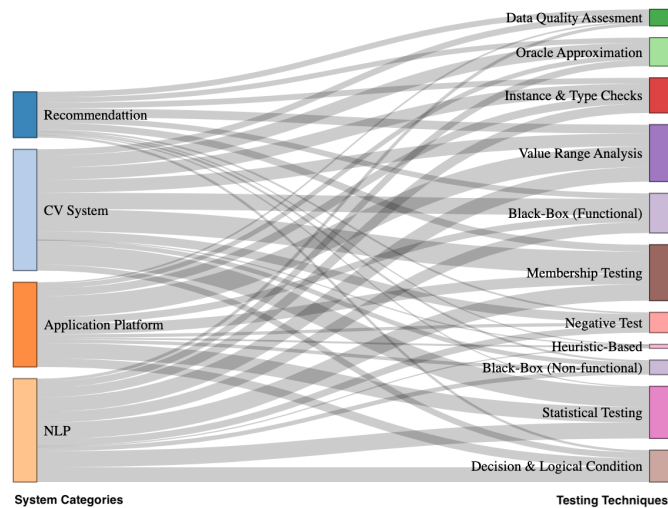 Data Quality Assesment
Oracle Approximation
Recommendattion
Instance & Type Checks
Value Range Analysis
CV System
Black-Box (Functional)
Membership Testing
Application Platform
Negative Test
Heuristic-Based
Black-Box (Non-functional)
NLP
Statistical Testing
Decision & Logical Condition
System Categories
Testing Techniques